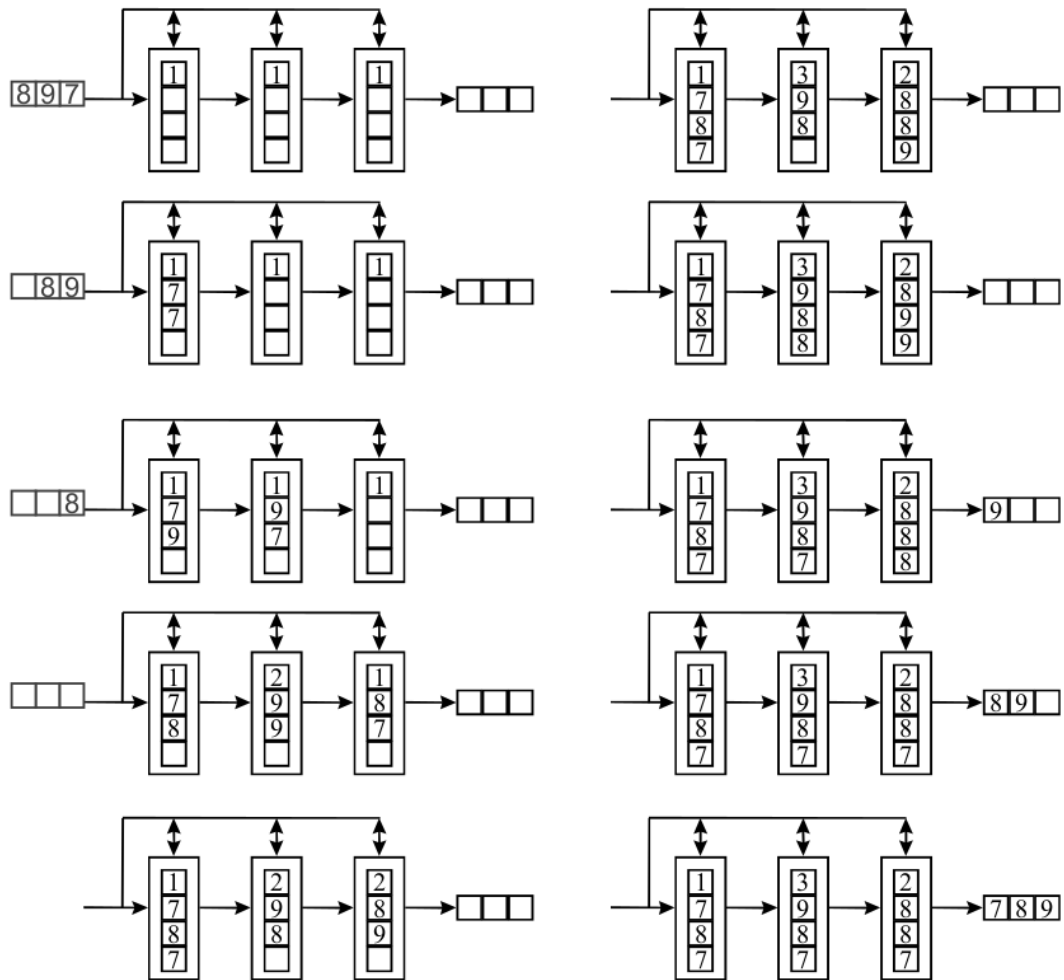 1 1 1 1 3 2
8 9 7 7 9 8
8 8 8
7 9
1 1 1 1 3 2
8 9 7 7 9 8
7 8 8 9
7 8 9
1 1 1 1 3 2
8 7 9 7 9 8 9
9 7 8 8 8
7 7 8
1 2 1 1 3 2
7 9 8 7 9 8 8 9
8 9 7 8 8 8
7 7 7
1 2 2 1 3 2
7 9 8 7 9 8 7 8 9
8 8 9 8 8 8
7 7 7 7